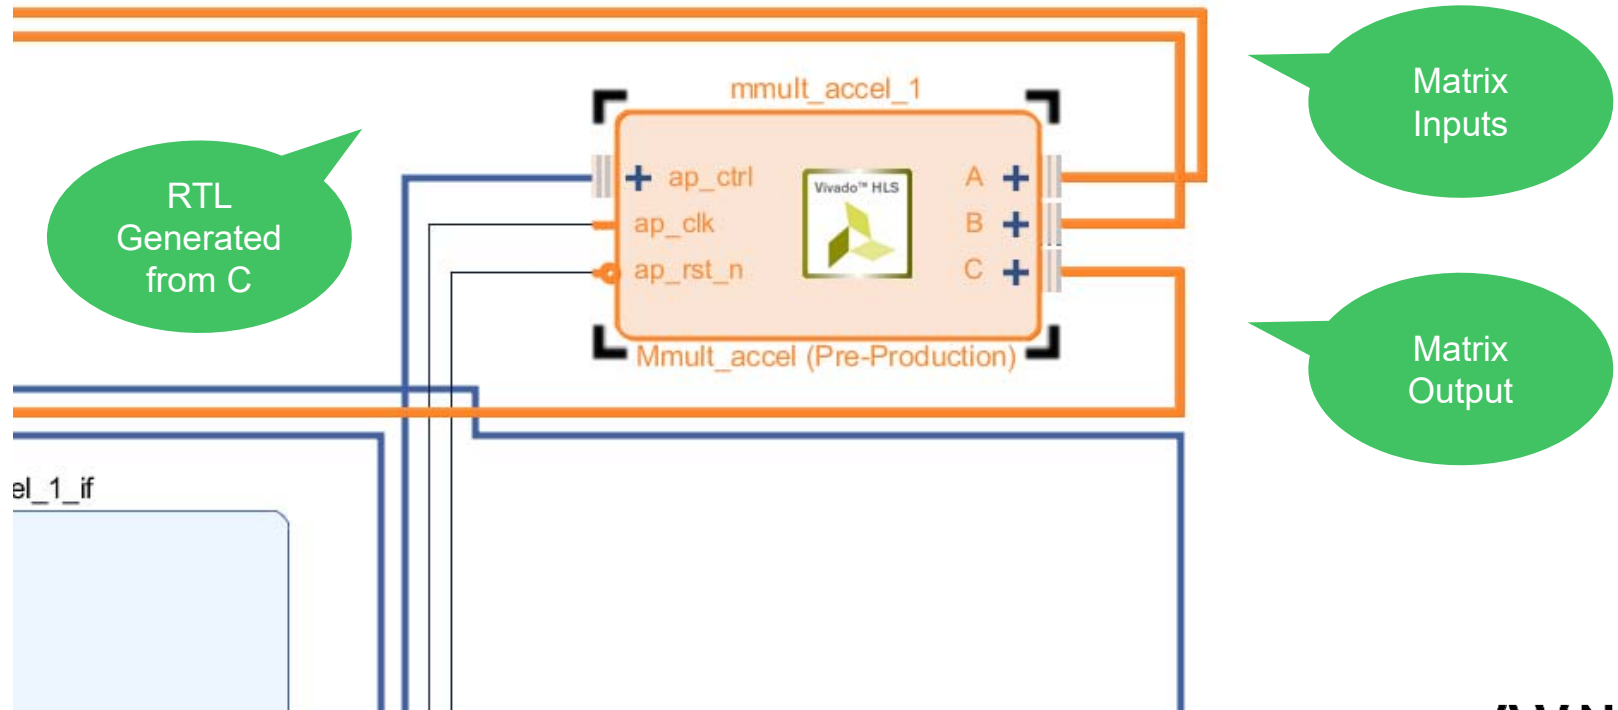 mmult_accel_1
Matrix
Inputs
RTL
Generated
from C
ap_ctrl
ap_clk
ap_rst_n
Vivado™ HLS
A
B
C
Mmult_accel (Pre-Production)
Matrix
Output
el_1_if